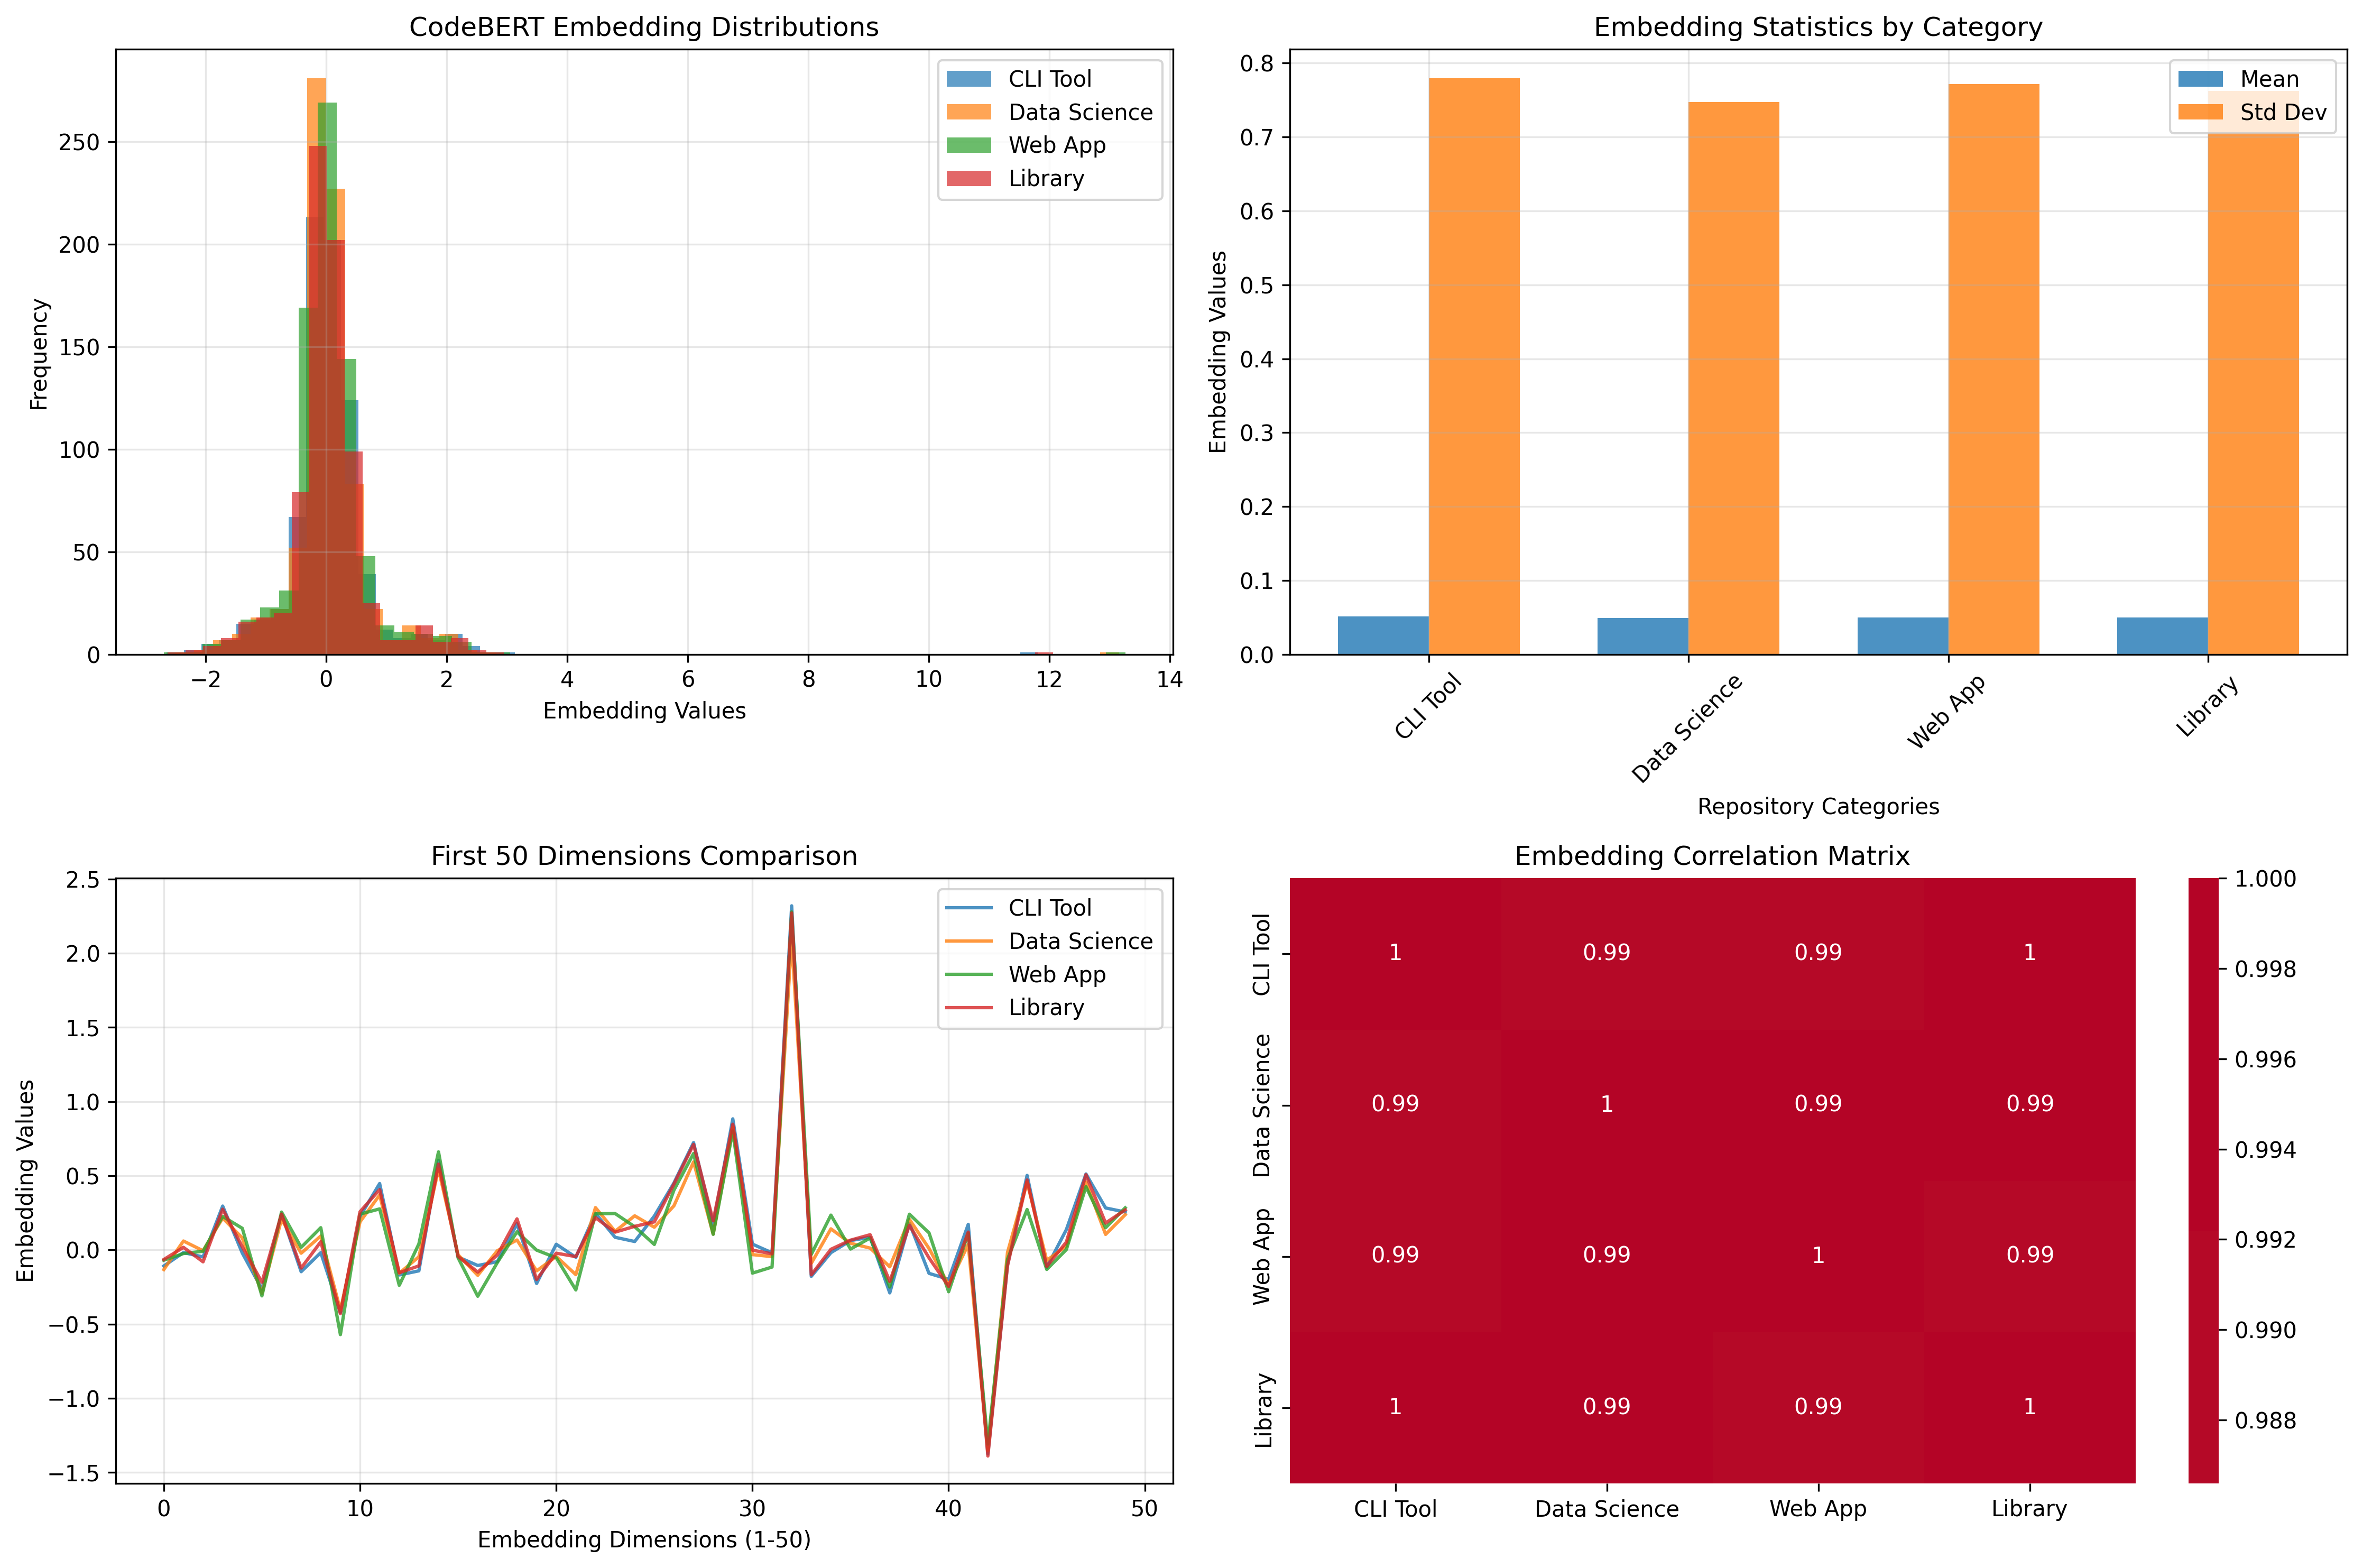 CodeBERT Embedding Distributions
CLI Tool
Data Science
Web App
Library
Frequency
250
200
150
100
50
0
−2 0 2 4 6 8 10 12 14
Embedding Values
Embedding Statistics by Category
Mean
Std Dev
Embedding Values
0.8
0.7
0.6
0.5
0.4
0.3
0.2
0.1
0.0
CLI Tool Data Science Web App Library
Repository Categories
First 50 Dimensions Comparison
CLI Tool
Data Science
Web App
Library
Embedding Values
2.5
2.0
1.5
1.0
0.5
0.0
−0.5
−1.0
−1.5
0 10 20 30 40 50
Embedding Dimensions (1-50)
Embedding Correlation Matrix
CLI Tool
1 0.99 0.99 1
Data Science
0.99 1 0.99 0.99
Web App
0.99 0.99 1 0.99
Library
1 0.99 0.99 1
CLI Tool Data Science Web App Library
1.000
0.998
0.996
0.994
0.992
0.990
0.988